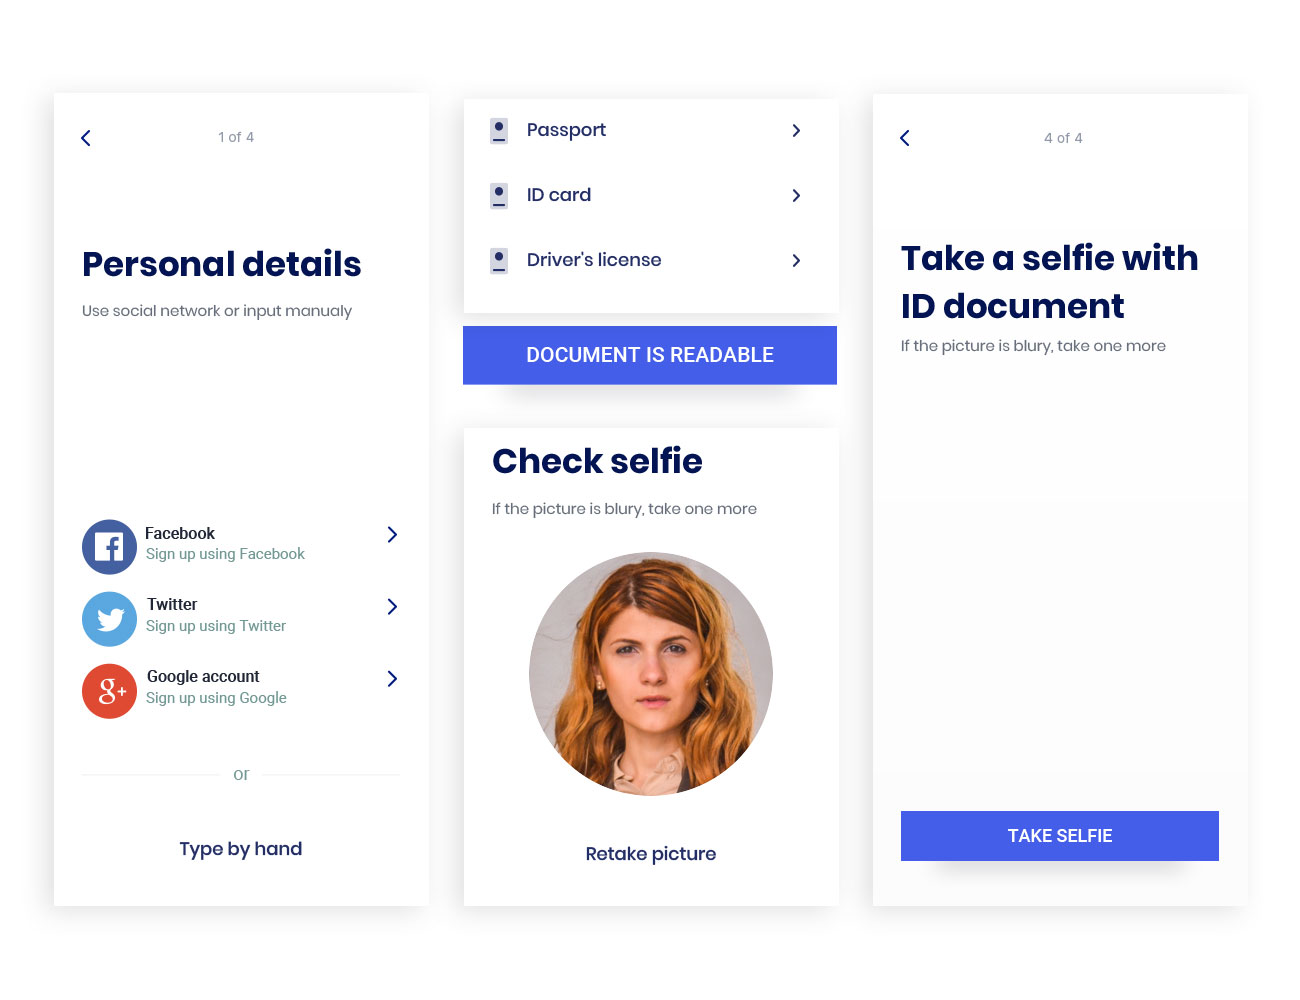 1 of 4
Personal details
Use social network or input manualy
Facebook
Sign up using Facebook
Twitter
Sign up using Twitter
g+
Google account
Sign up using Google
or
Type by hand
Passport
ID card
Driver's license
DOCUMENT IS READABLE
Check selfie
If the picture is blury, take one more
Retake picture
4 of 4
Take a selfie with
ID document
If the picture is blury, take one more
TAKE SELFIE